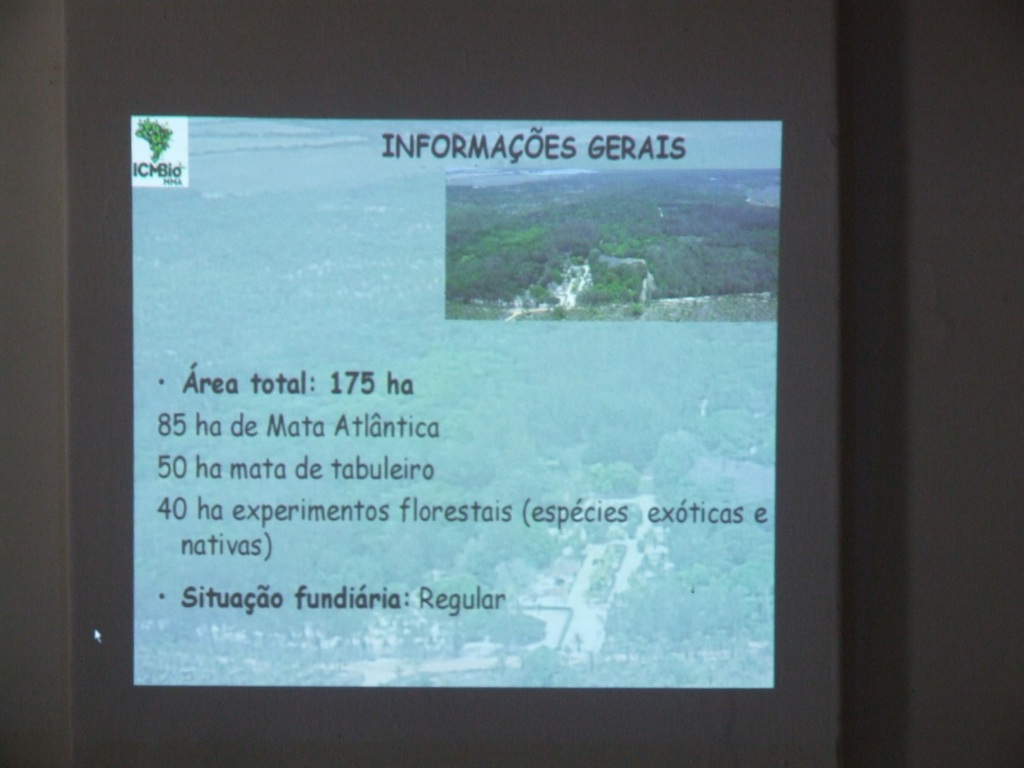 ICMBio
MMA
INFORMAÇÕES GERAIS
• Área total: 175 ha
85 ha de Mata Atlântica
50 ha mata de tabuleiro
40 ha experimentos florestais (espécies exóticas e
nativas)
• Situação fundiária: Regular